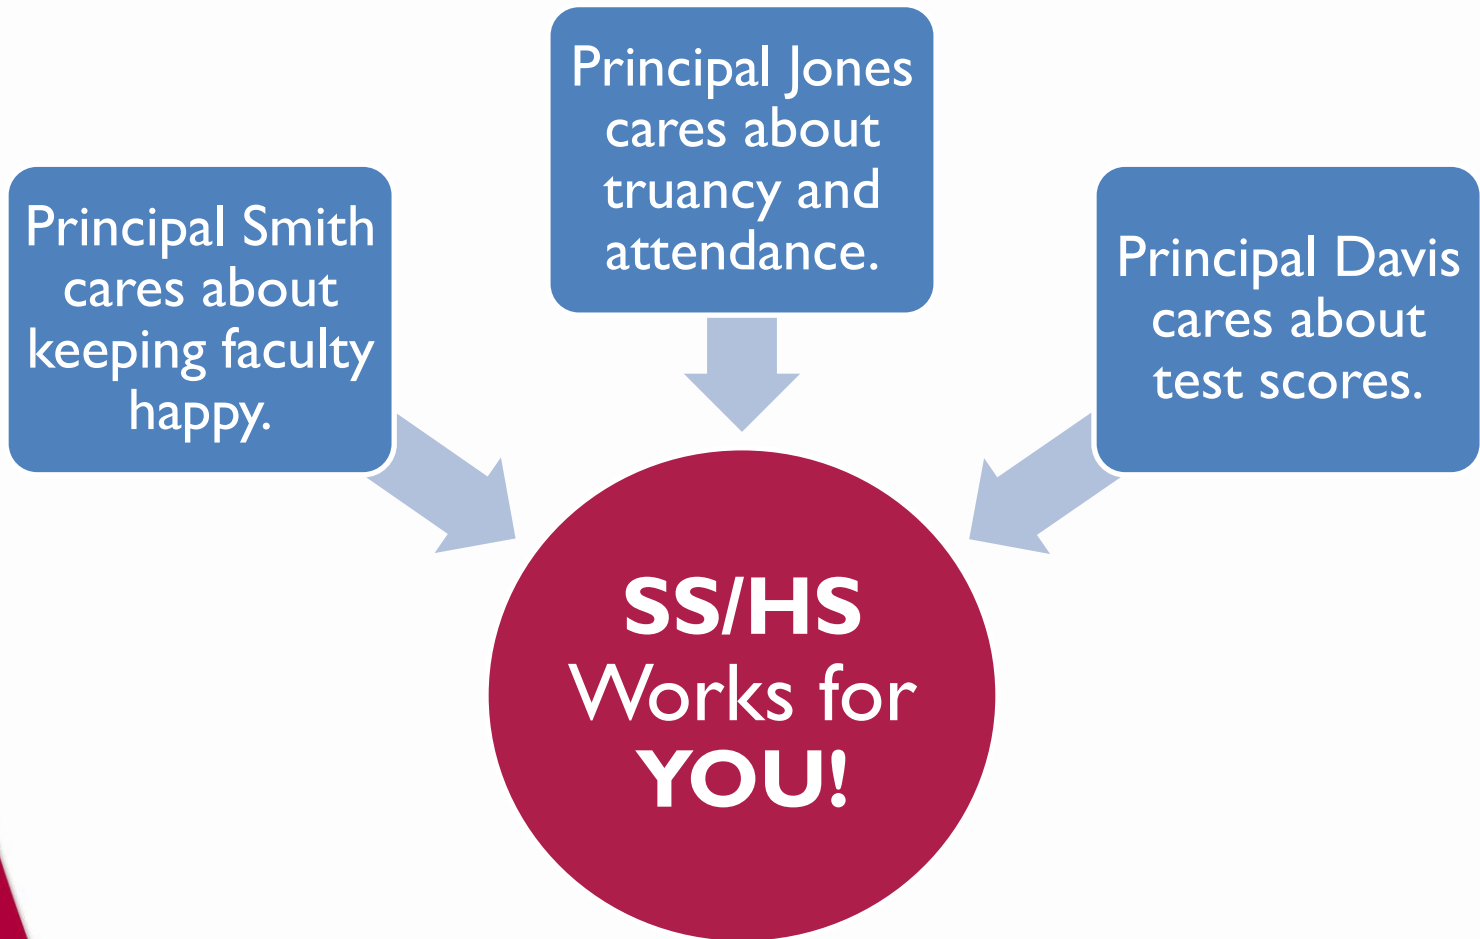 Principal Smith
cares about
keeping faculty
happy.
Principal Jones
cares about
truancy and
attendance.
Principal Davis
cares about
test scores.
SS/HS
Works for
YOU!